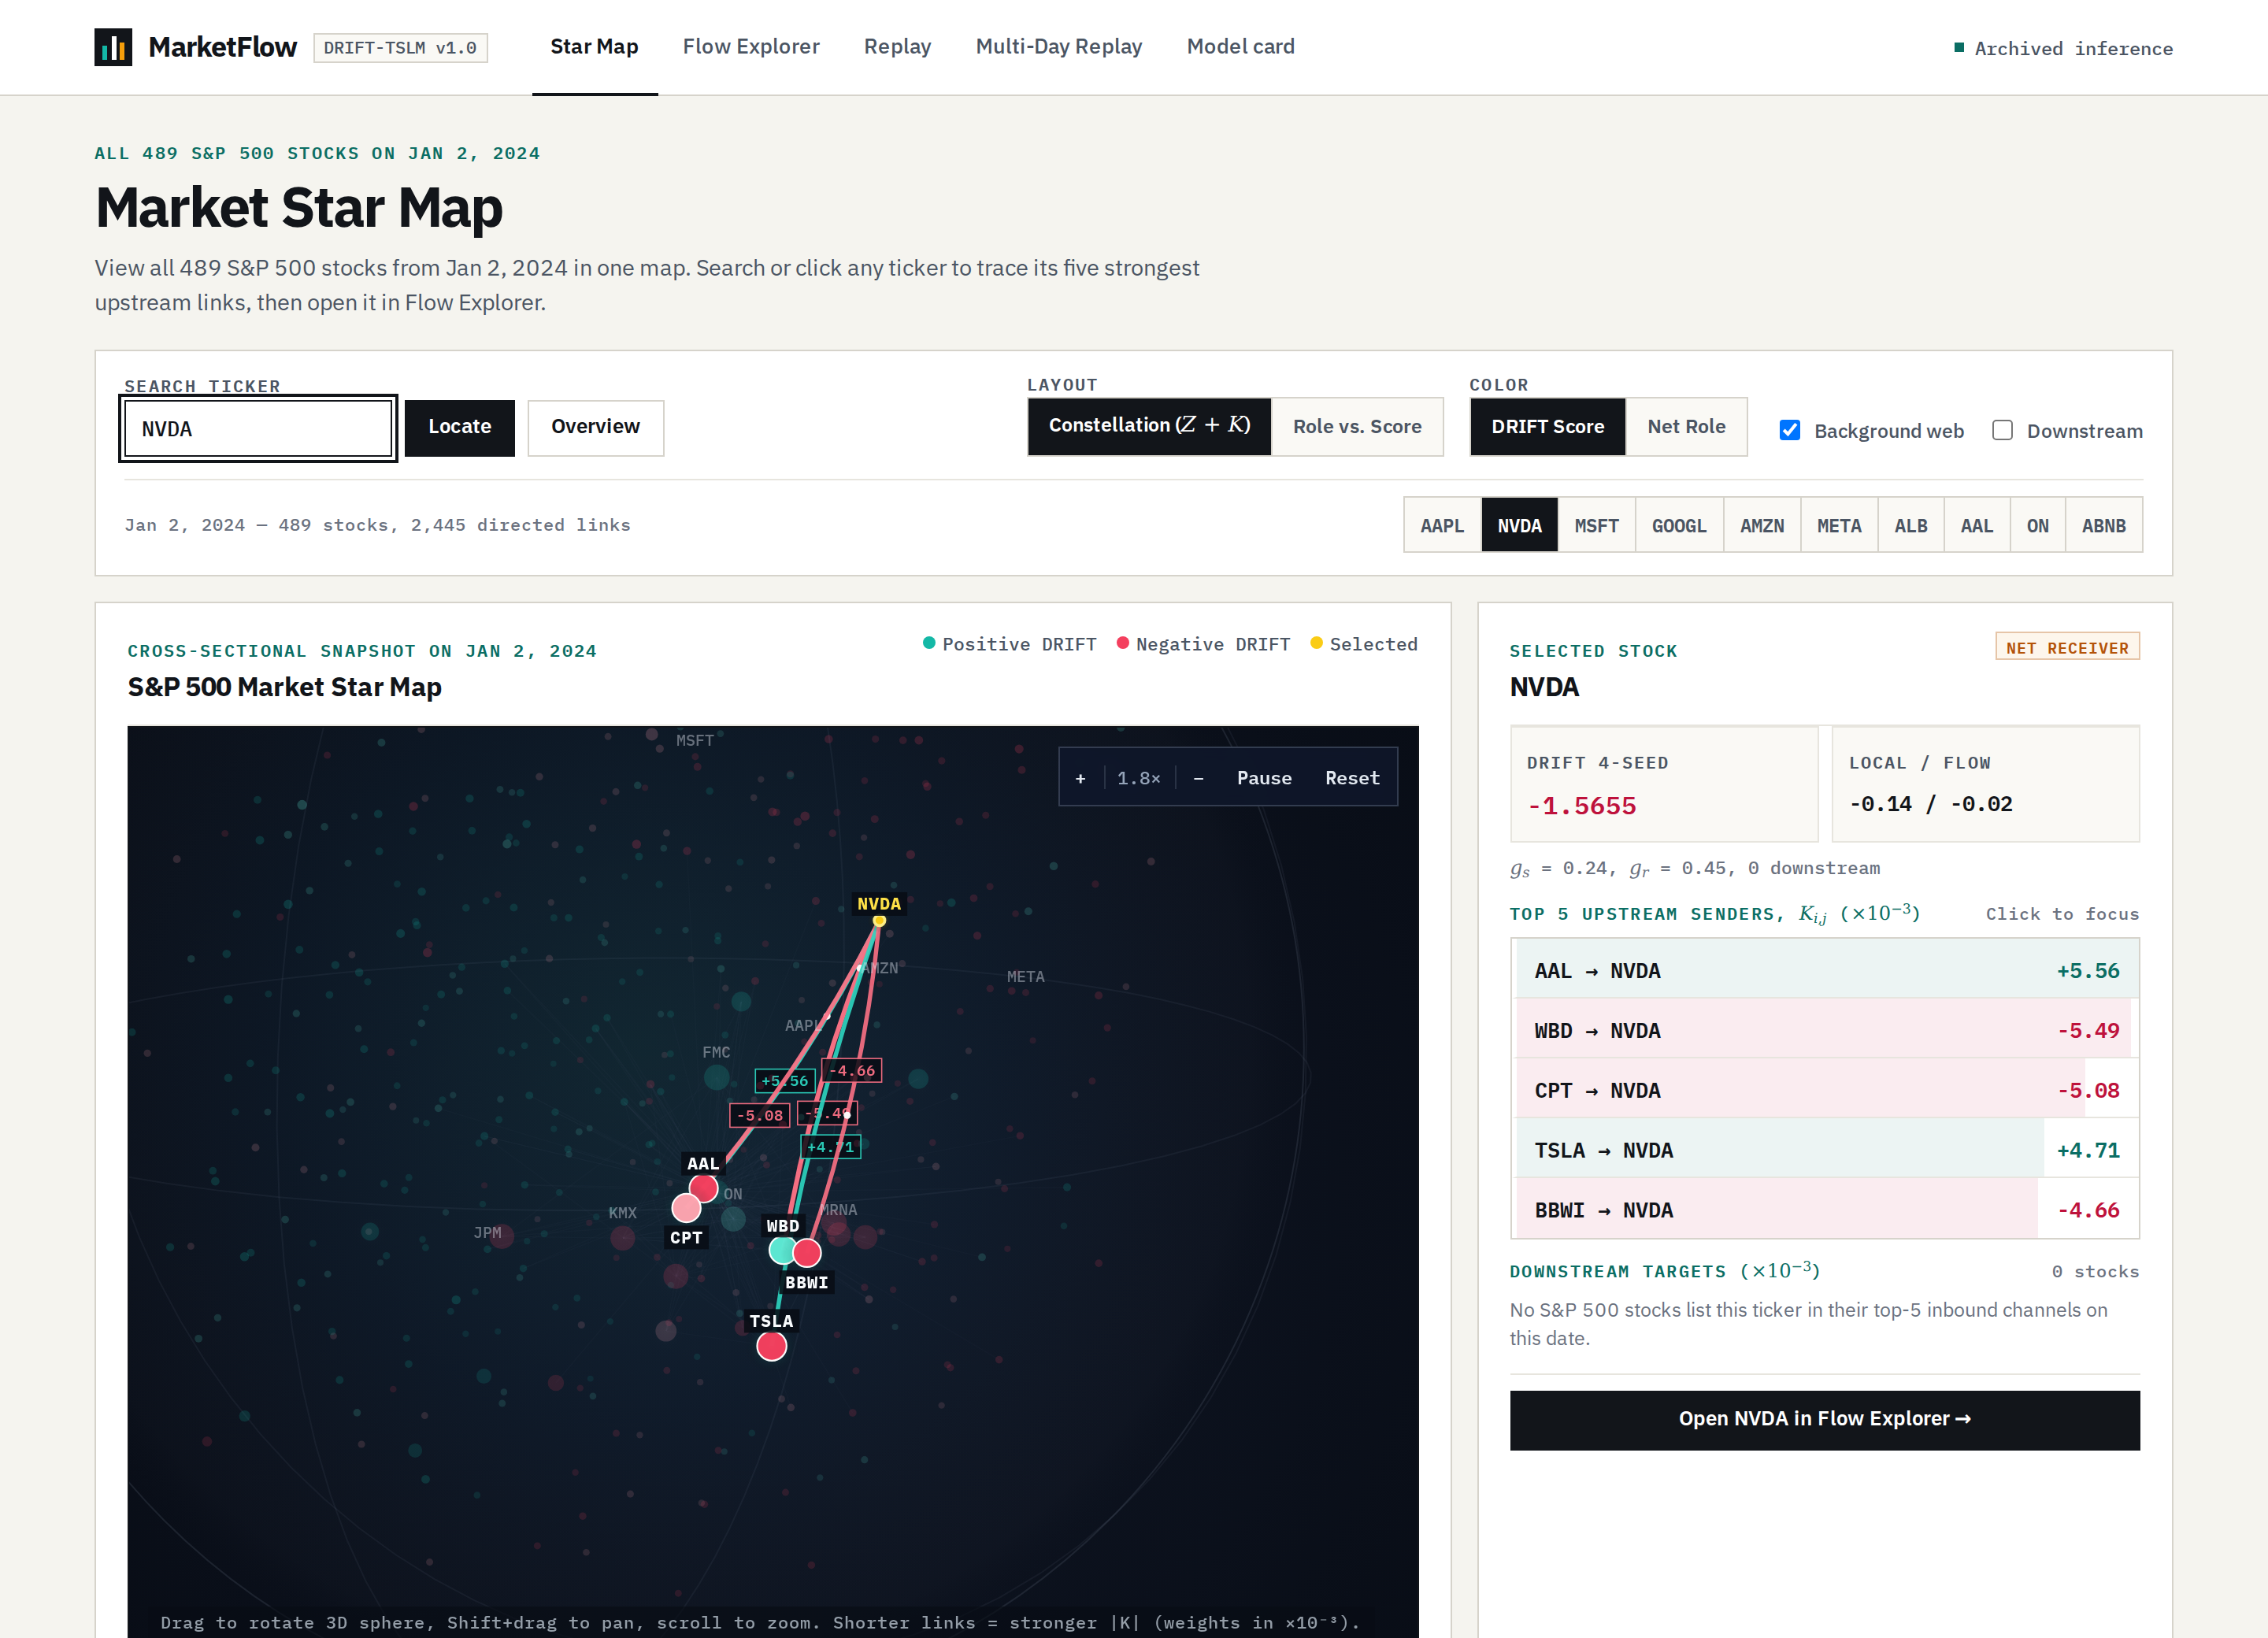 MarketFlow DRIFT-TSLM v1.0 Star Map Flow Explorer Replay Multi-Day Replay Model card Archived inference
ALL 489 S&P 500 STOCKS ON JAN 2, 2024
Market Star Map
View all 489 S&P 500 stocks from Jan 2, 2024 in one map. Search or click any ticker to trace its five strongest
upstream links, then open it in Flow Explorer.
SEARCH TICKER
NVDA Locate Overview
LAYOUT
Constellation (Z + K) Role vs. Score
COLOR
DRIFT Score Net Role
Background web Downstream
Jan 2, 2024 — 489 stocks, 2,445 directed links
AAPL NVDA MSFT GOOGL AMZN META ALB AAL ON ABNB
CROSS-SECTIONAL SNAPSHOT ON JAN 2, 2024
Positive DRIFT Negative DRIFT Selected
S&P 500 Market Star Map
MSFT
+ 1.8× − Pause Reset
NVDA
AMZN
META
AAPL
FMC
-4.66
+5.56
-5.08 -5.49
+4.71
AAL
ON
KMX
MRNA
JPM
WBD
CPT
BBWI
TSLA
Drag to rotate 3D sphere, Shift+drag to pan, scroll to zoom. Shorter links = stronger |K| (weights in ×10⁻³).
SELECTED STOCK
NET RECEIVER
NVDA
DRIFT 4-SEED
-1.5655
LOCAL / FLOW
-0.14 / -0.02
gₛ = 0.24, gᵣ = 0.45, 0 downstream
TOP 5 UPSTREAM SENDERS, Kᵢ,ⱼ (×10⁻³) Click to focus
AAL → NVDA +5.56
WBD → NVDA -5.49
CPT → NVDA -5.08
TSLA → NVDA +4.71
BBWI → NVDA -4.66
DOWNSTREAM TARGETS (×10⁻³) 0 stocks
No S&P 500 stocks list this ticker in their top-5 inbound channels on
this date.
Open NVDA in Flow Explorer →